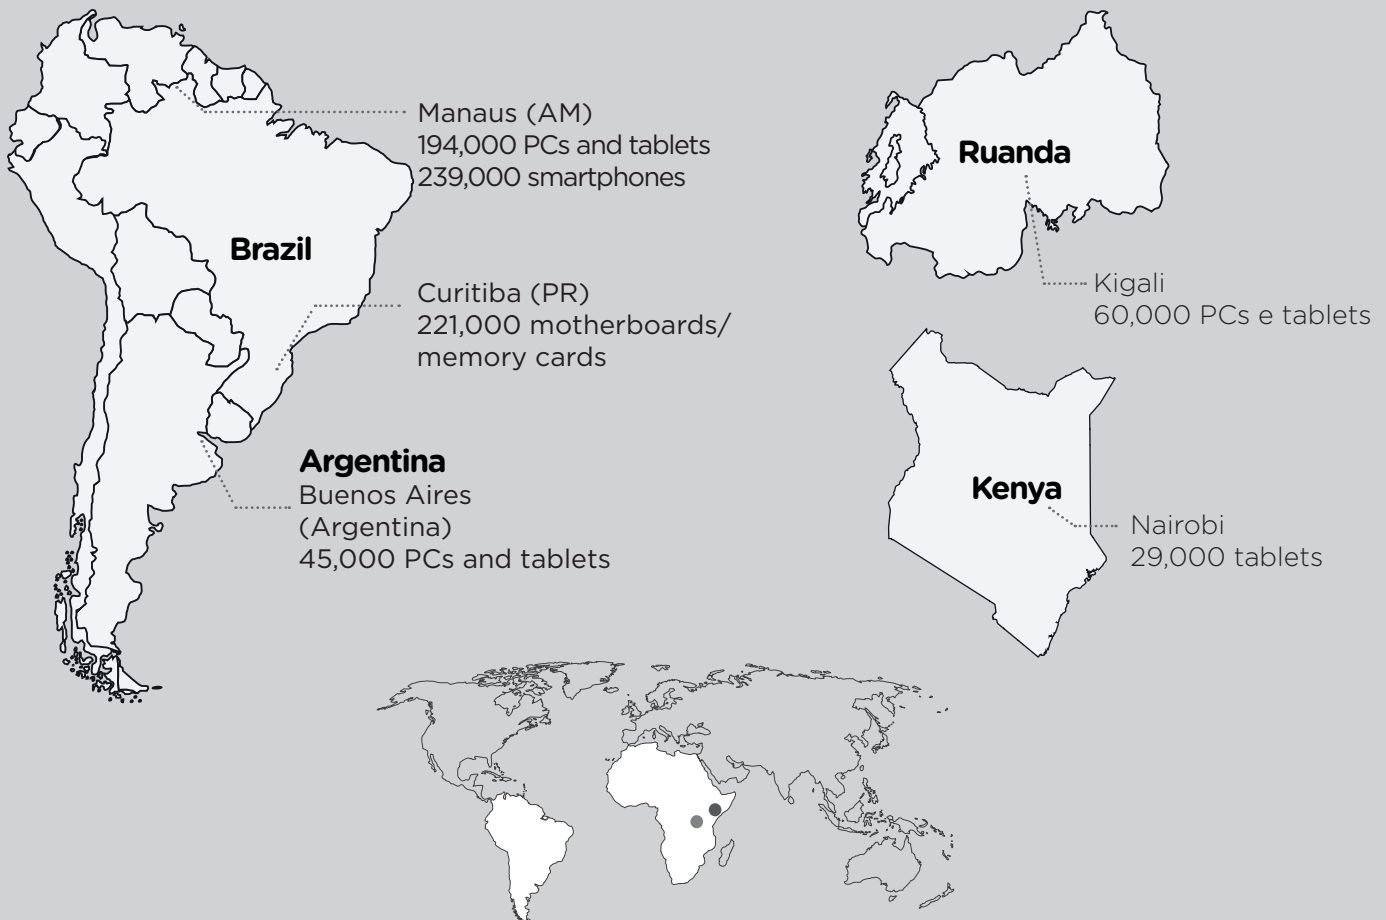 Manaus (AM)
194,000 PCs and tablets
239,000 smartphones
Brazil
Curitiba (PR)
221,000 motherboards/
memory cards
Argentina
Buenos Aires
(Argentina)
45,000 PCs and tablets
Ruanda
Kigali
60,000 PCs e tablets
Kenya
Nairobi
29,000 tablets